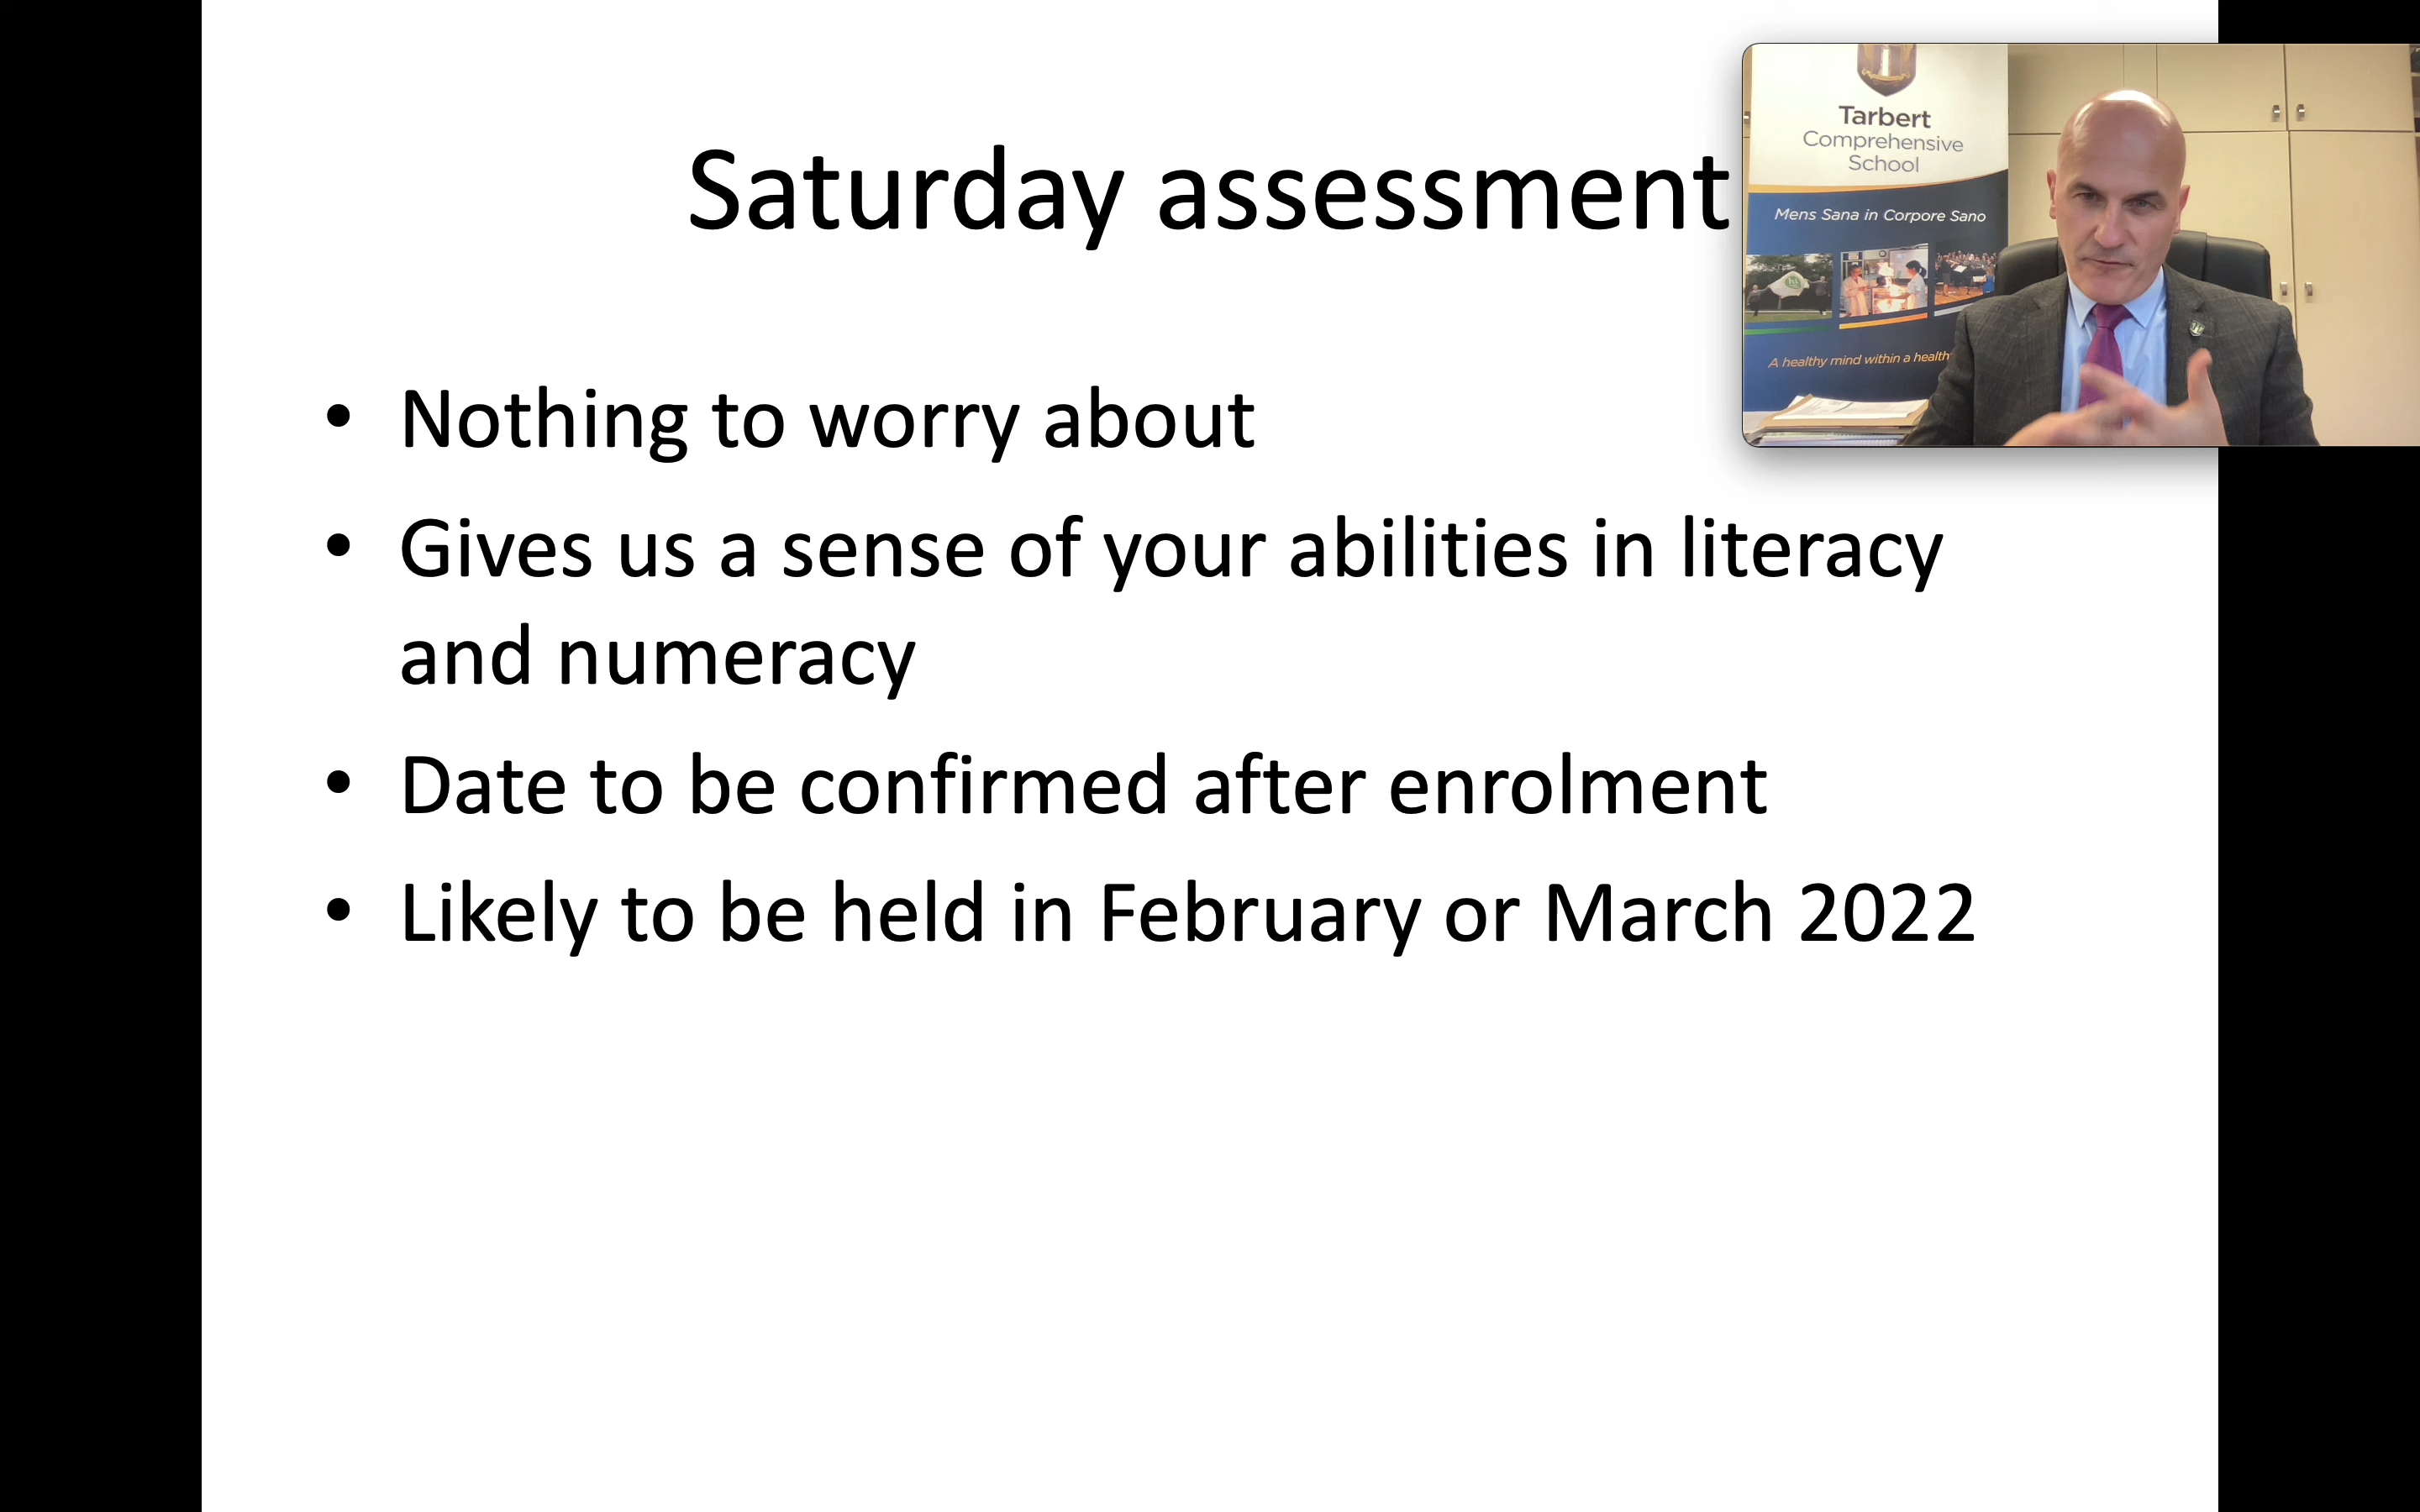 Saturday assessment
• Nothing to worry about
• Gives us a sense of your abilities in literacy
and numeracy
• Date to be confirmed after enrolment
• Likely to be held in February or March 2022
Tarbert
Comprehensive
School
Mens Sana in Corpore Sano
A healthy mind within a health